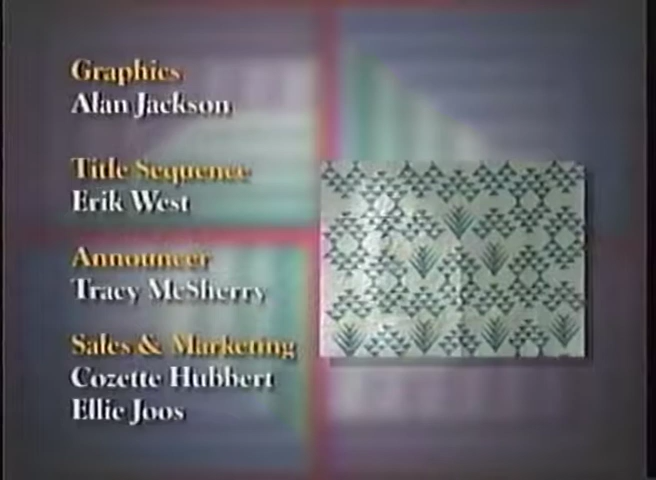 Graphics
Alan Jackson
Title Sequence
Erik West
Announcer
Tracy McSherry
Sales & Marketing
Cozette Hubbert
Ellie Joos